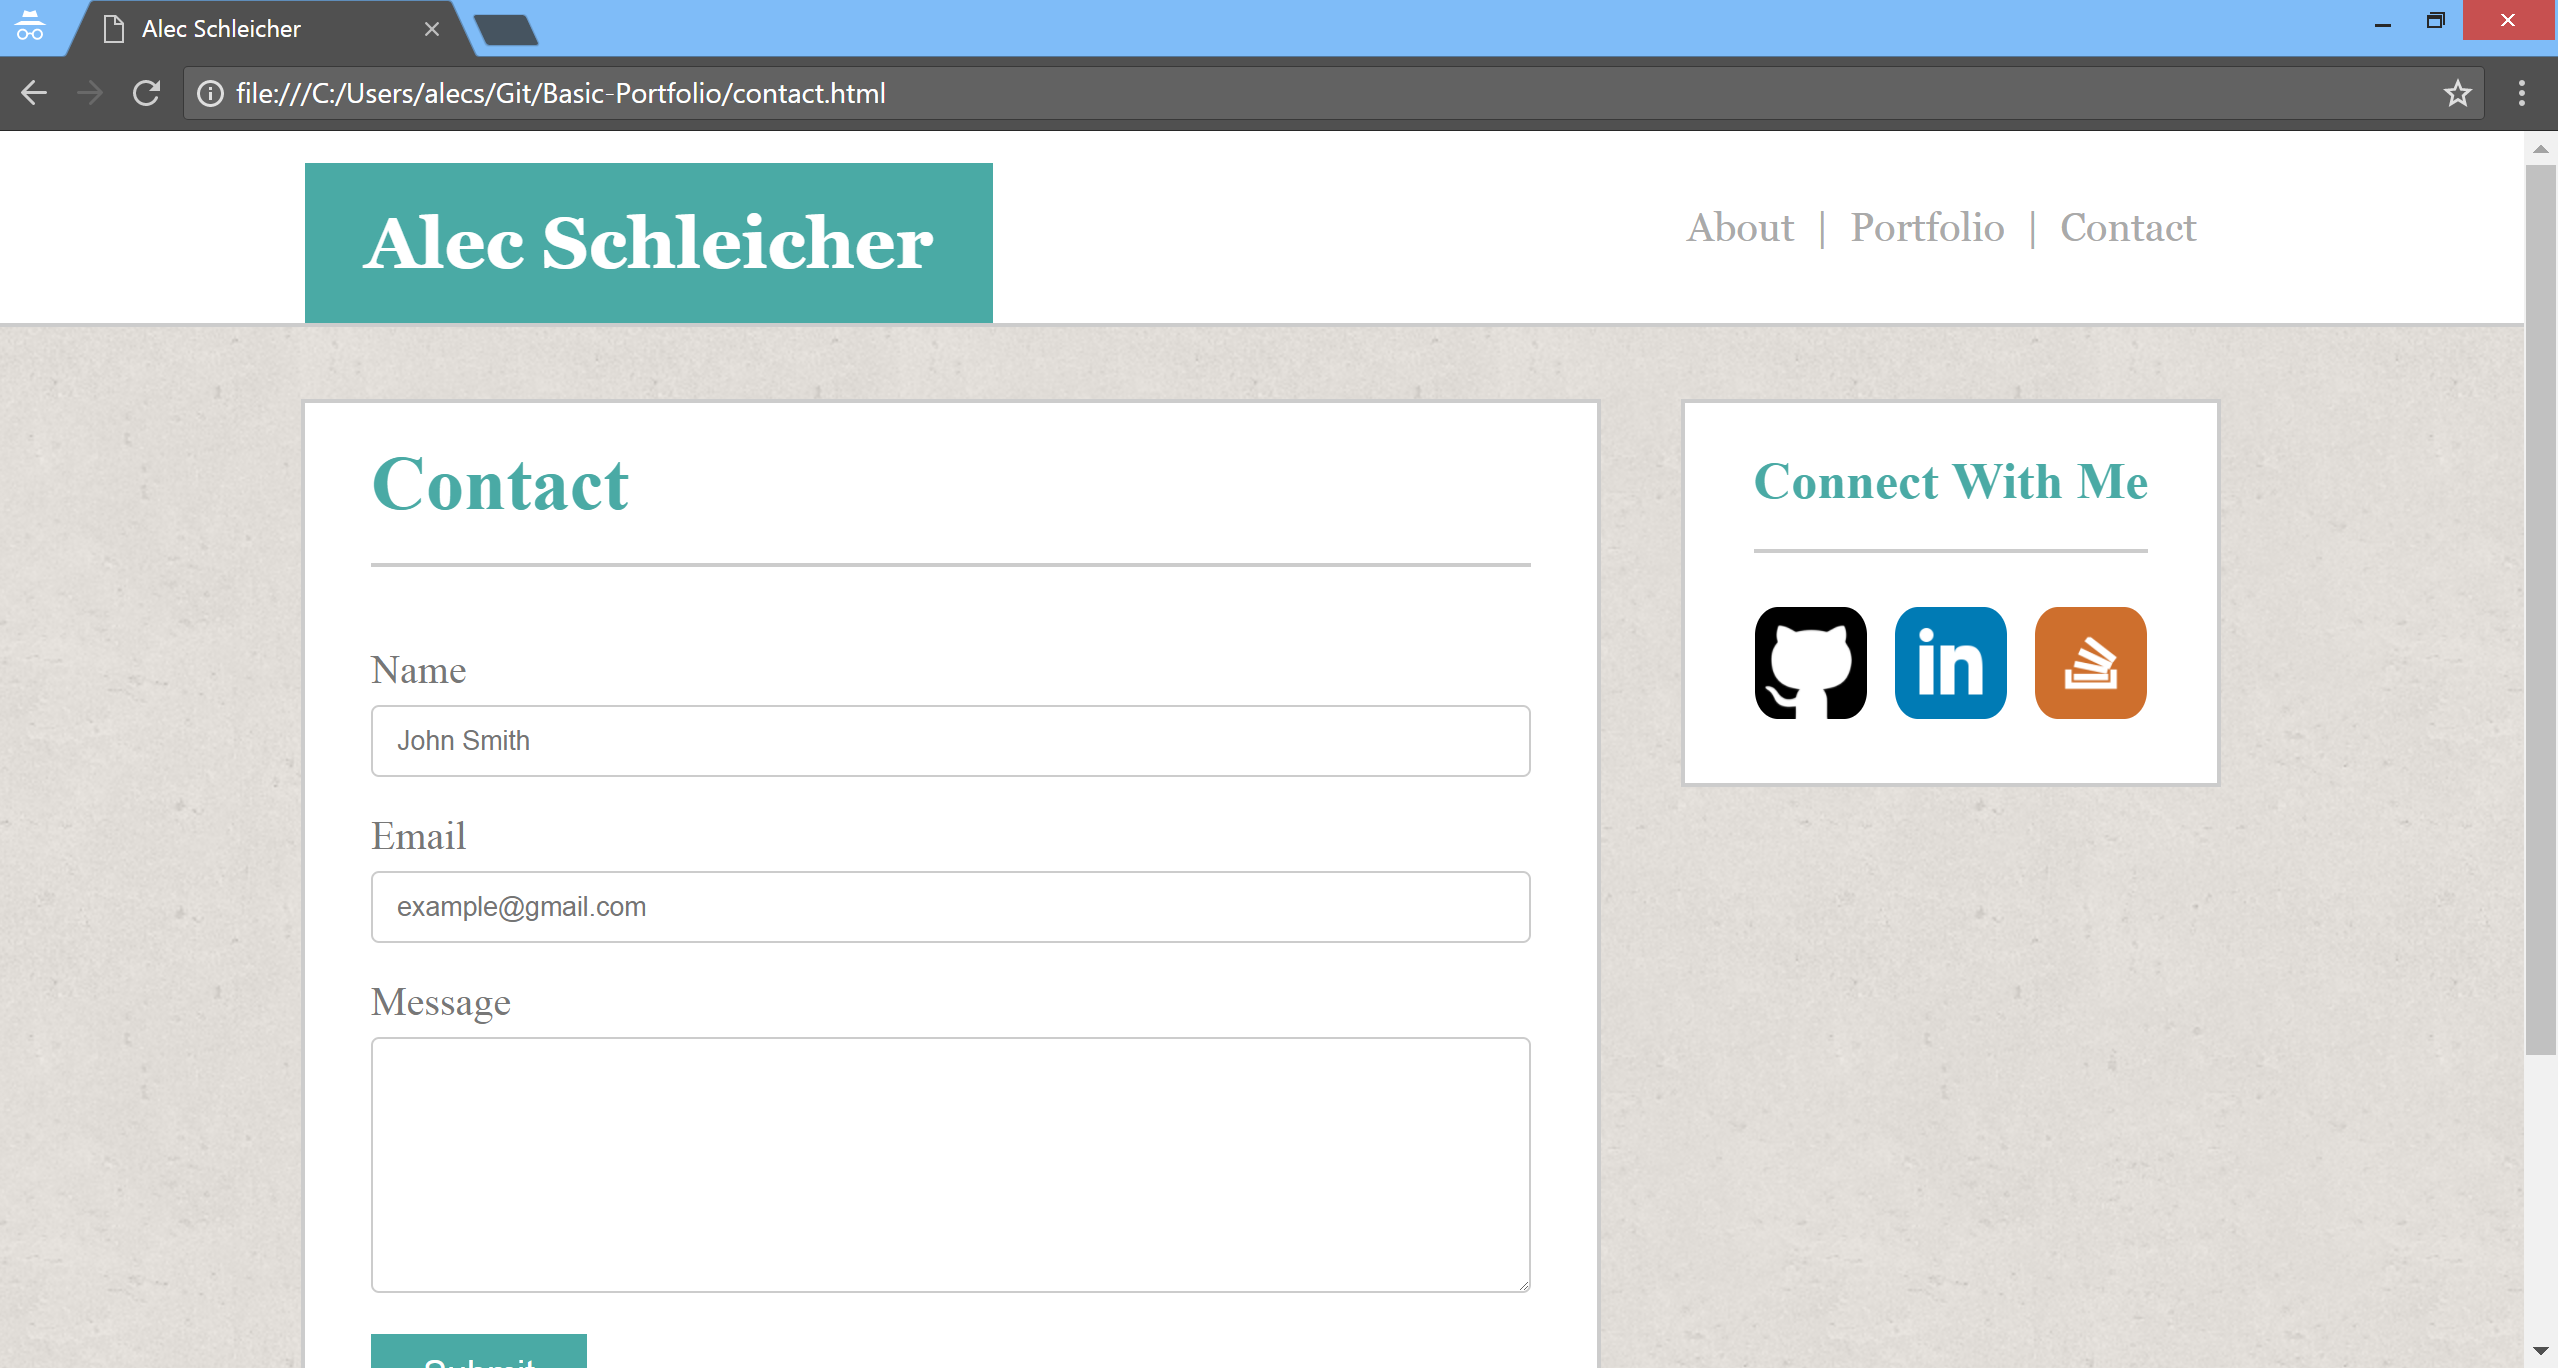 Alec Schleicher
file:///C:/Users/alecs/Git/Basic-Portfolio/contact.html
Alec Schleicher
About | Portfolio | Contact
Contact
Connect With Me
in
Name
John Smith
Email
example@gmail.com
Message
Submit